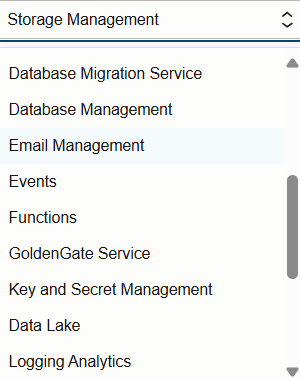 Storage Management
Database Migration Service
Database Management
Email Management
Events
Functions
GoldenGate Service
Key and Secret Management
Data Lake
Logging Analytics